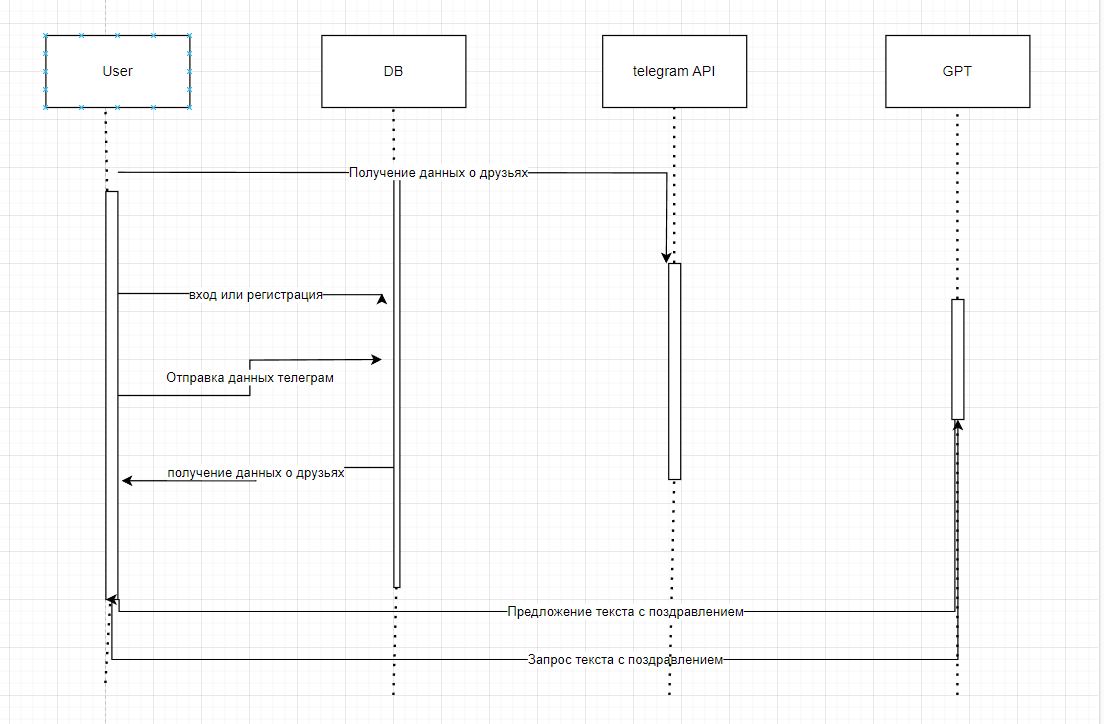 User
DB
telegram API
GPT
Получение данных о друзьях
вход или регистрация
Отправка данных телеграм
получение данных о друзьях
Предложение текста с поздравлением
Запрос текста с поздравлением